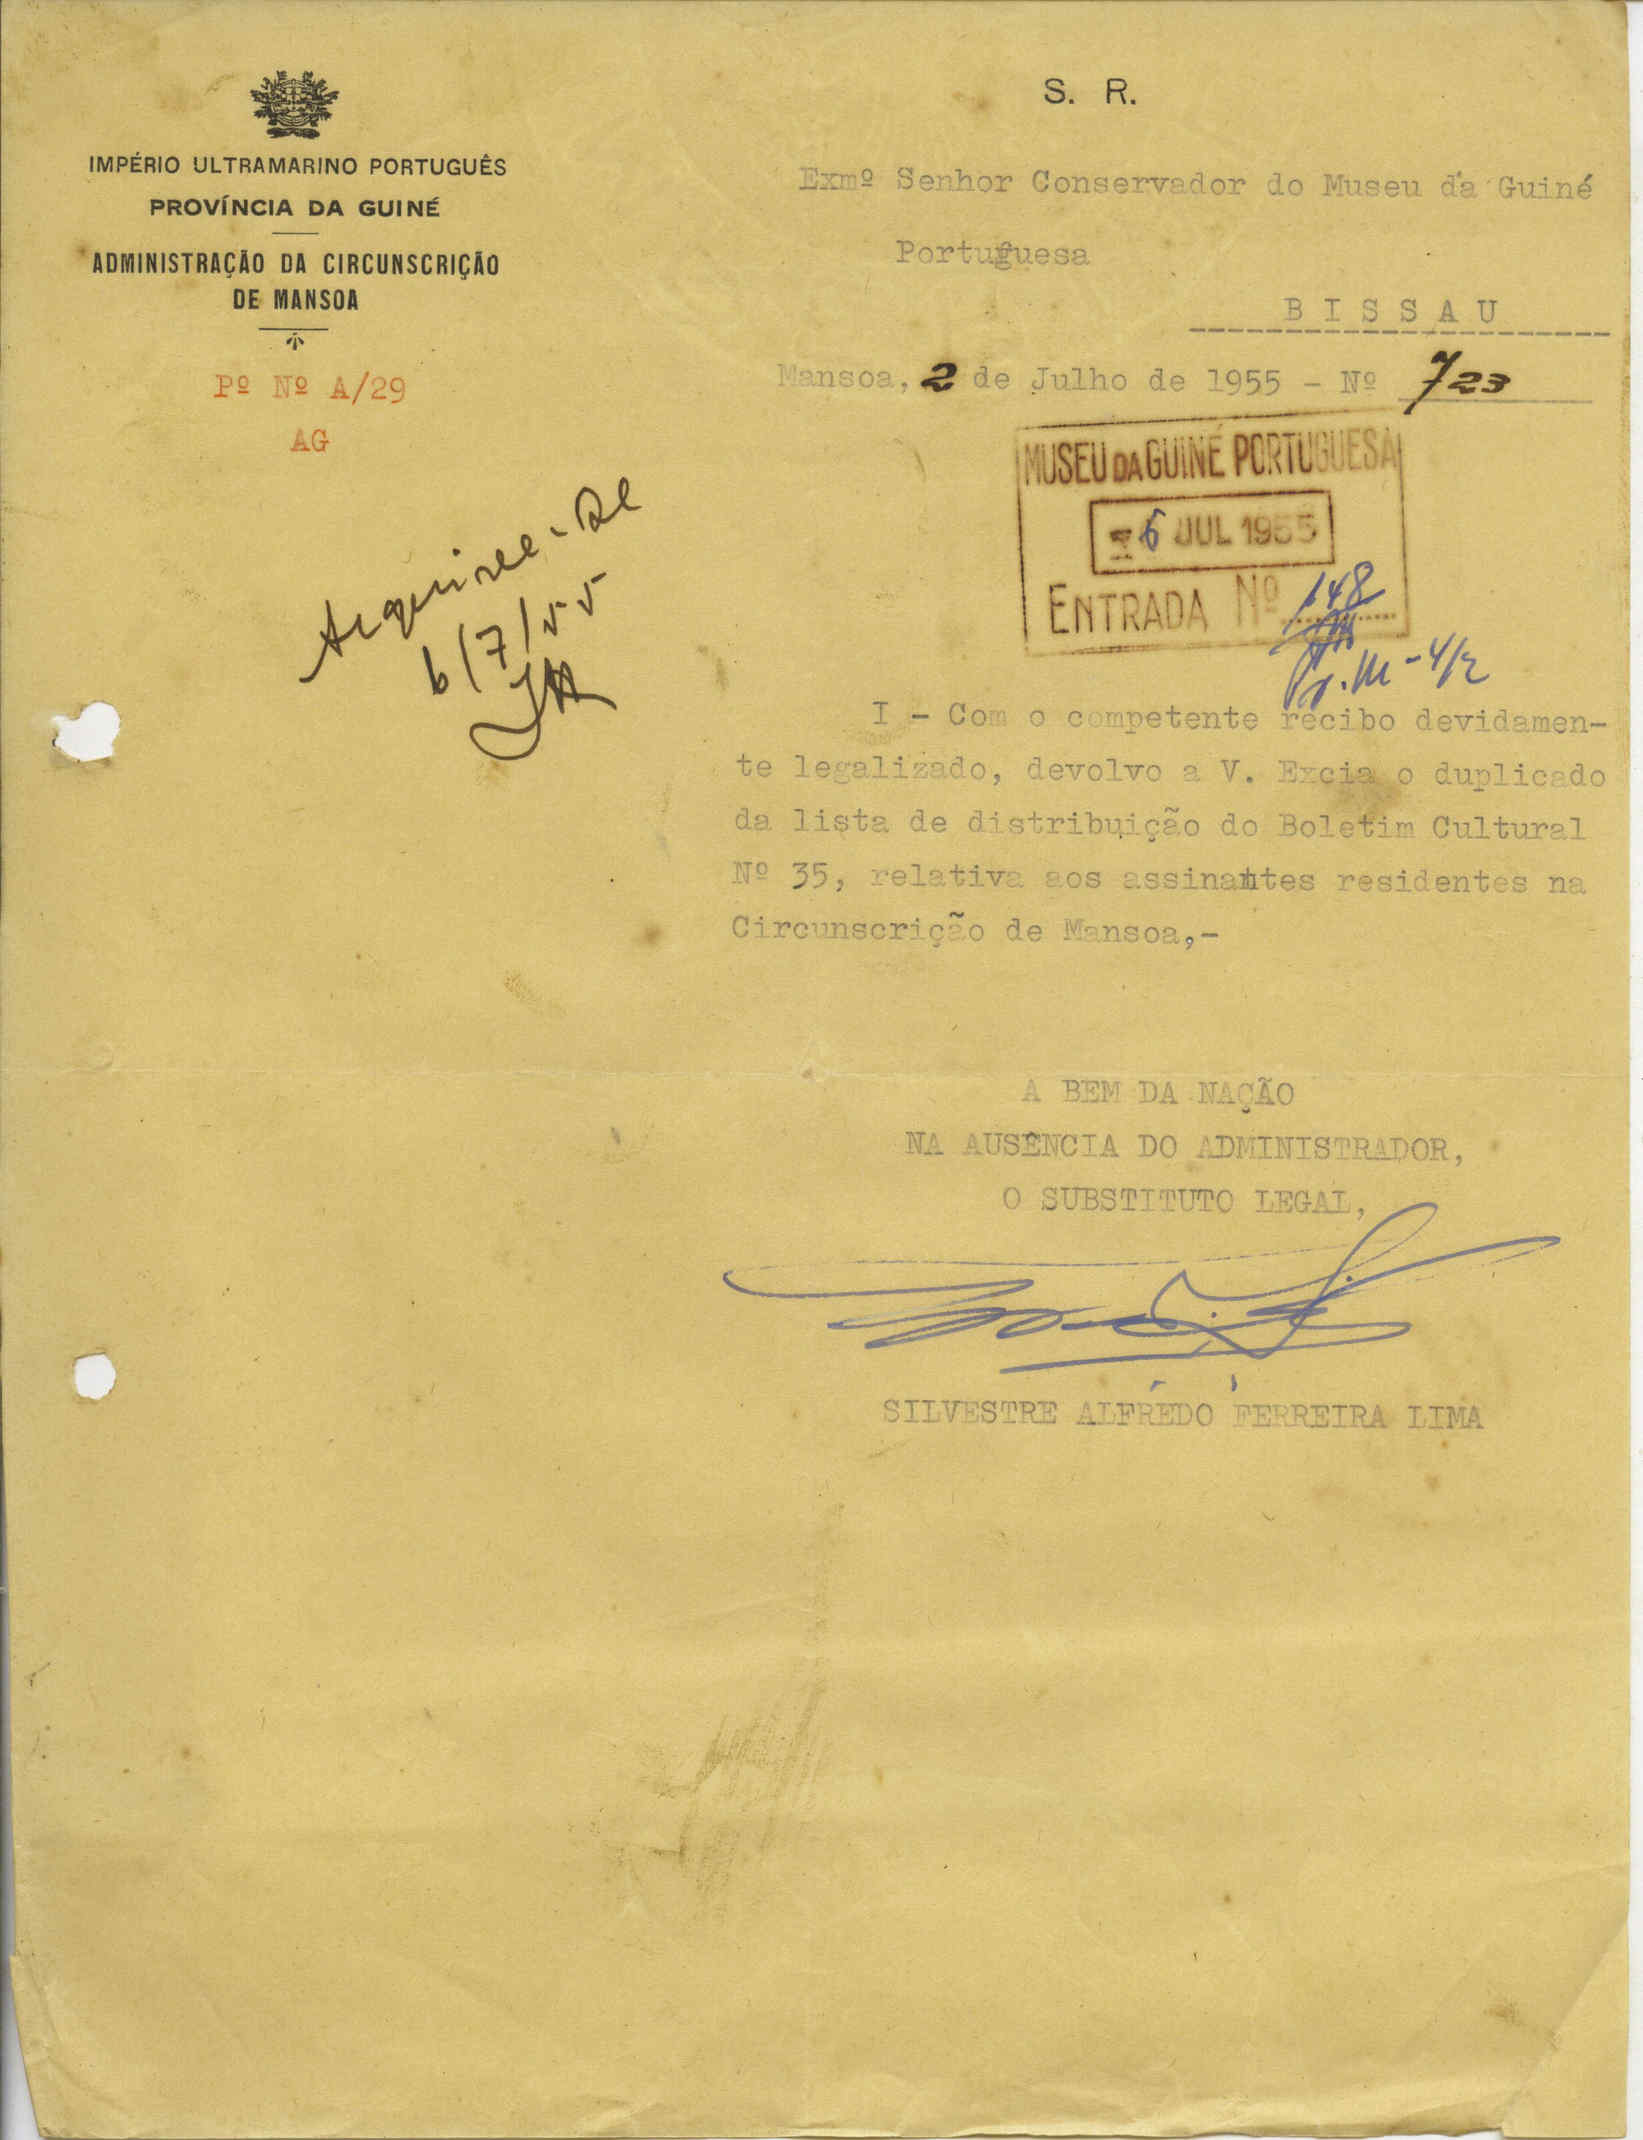 S. R.
IMPÉRIO ULTRAMARINO PORTUGUÊS
PROVÍNCIA DA GUINÉ
ADMINISTRAÇÃO DA CIRCUNSCRIÇÃO
DE MANSOA
Pº Nº A/29
AG
Exmº Senhor Conservador do Museu da Guiné
Portuguesa
BISSAU
Mansoa, 2 de Julho de 1955 - Nº 723
MUSEU DA GUINÉ PORTUGUESA
6 JUL 1955
ENTRADA Nº 148
P. M - 4/2
Arquive-se
6/7/55
I - Com o competente recibo devidamen-
te legalizado, devolvo a V. Excia o duplicado
da lista de distribuição do Boletim Cultural
Nº 35, relativa aos assinantes residentes na
Circunscrição de Mansoa,-
A BEM DA NAÇÃO
NA AUSÊNCIA DO ADMINISTRADOR,
O SUBSTITUTO LEGAL,
SILVESTRE ALFREDO FERREIRA LIMA